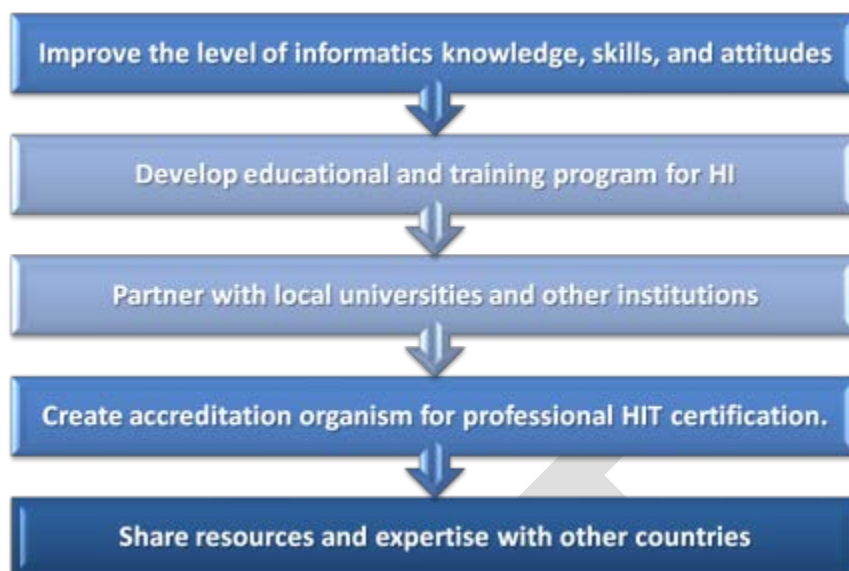 Improve the level of informatics knowledge, skills, and attitudes
Develop educational and training program for HI
Partner with local universities and other institutions
Create accreditation organism for professional HIT certification.
Share resources and expertise with other countries